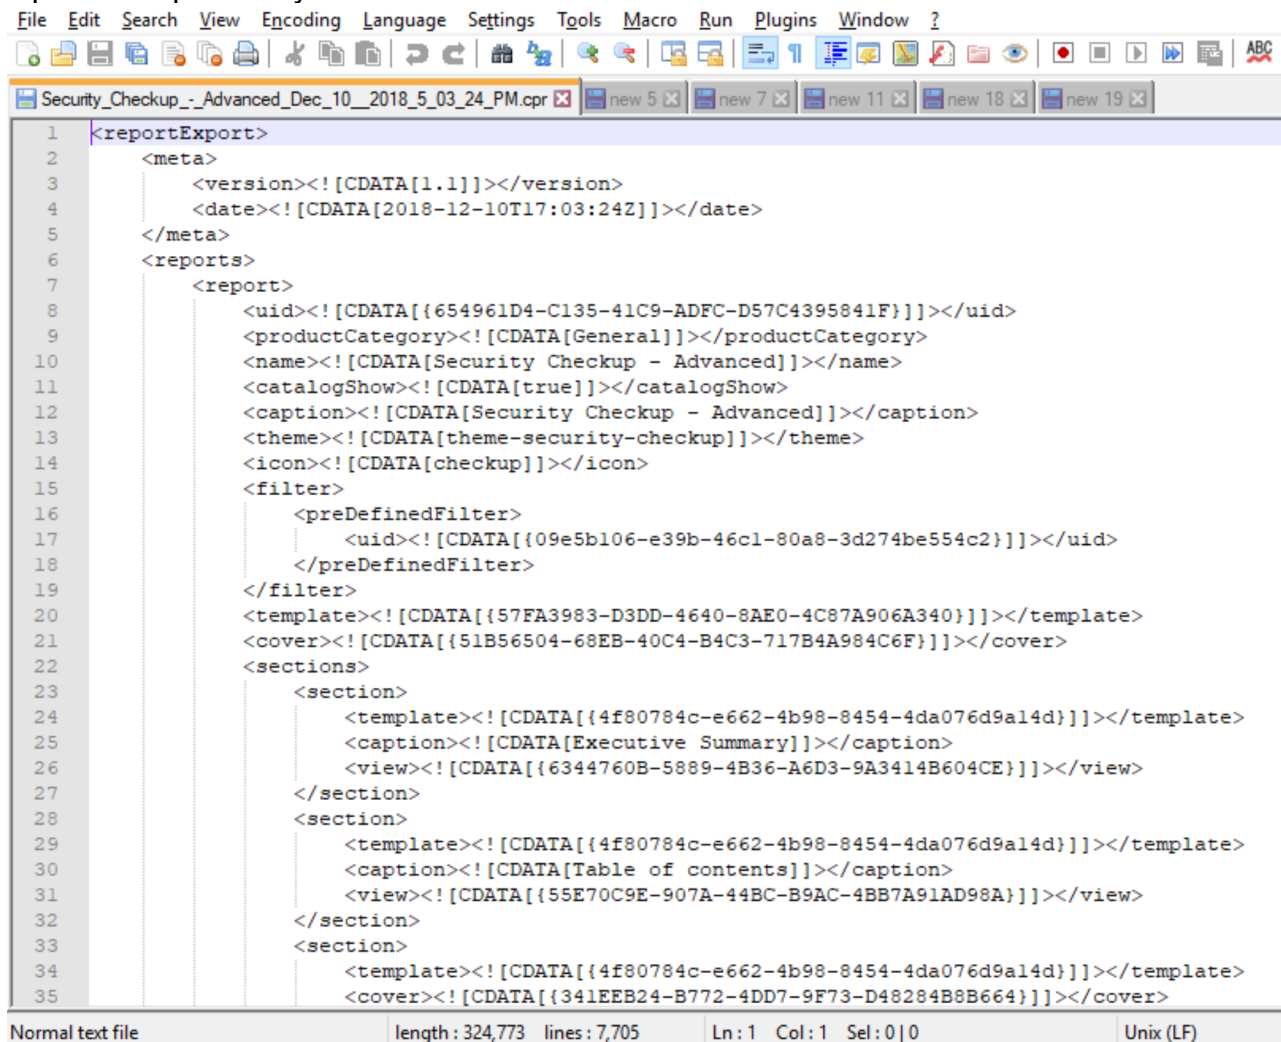 File Edit Search View Encoding Language Settings Tools Macro Run Plugins Window ?
ABC
Security_Checkup_-_Advanced_Dec_10__2018_5_03_24_PM.cpr new 5 new 7 new 11 new 18 new 19
1 <reportExport>
2 <meta>
3 <version><![CDATA[1.1]]></version>
4 <date><![CDATA[2018-12-10T17:03:24Z]]></date>
5 </meta>
6 <reports>
7 <report>
8 <uid><![CDATA[{654961D4-C135-41C9-ADFC-D57C4395841F}]]></uid>
9 <productCategory><![CDATA[General]]></productCategory>
10 <name><![CDATA[Security Checkup - Advanced]]></name>
11 <catalogShow><![CDATA[true]]></catalogShow>
12 <caption><![CDATA[Security Checkup - Advanced]]></caption>
13 <theme><![CDATA[theme-security-checkup]]></theme>
14 <icon><![CDATA[checkup]]></icon>
15 <filter>
16 <preDefinedFilter>
17 <uid><![CDATA[{09e5b106-e39b-46c1-80a8-3d274be554c2}]]></uid>
18 </preDefinedFilter>
19 </filter>
20 <template><![CDATA[{57FA3983-D3DD-4640-8AE0-4C87A906A340}]]></template>
21 <cover><![CDATA[{51B56504-68EB-40C4-B4C3-717B4A984C6F}]]></cover>
22 <sections>
23 <section>
24 <template><![CDATA[{4f80784c-e662-4b98-8454-4da076d9a14d}]]></template>
25 <caption><![CDATA[Executive Summary]]></caption>
26 <view><![CDATA[{6344760B-5889-4B36-A6D3-9A3414B604CE}]]></view>
27 </section>
28 <section>
29 <template><![CDATA[{4f80784c-e662-4b98-8454-4da076d9a14d}]]></template>
30 <caption><![CDATA[Table of contents]]></caption>
31 <view><![CDATA[{55E70C9E-907A-44BC-B9AC-4BB7A91AD98A}]]></view>
32 </section>
33 <section>
34 <template><![CDATA[{4f80784c-e662-4b98-8454-4da076d9a14d}]]></template>
35 <cover><![CDATA[{341EEB24-B772-4DD7-9F73-D48284B8B664}]]></cover>
Normal text file length : 324,773 lines : 7,705 Ln : 1 Col : 1 Sel : 0 | 0 Unix (LF)